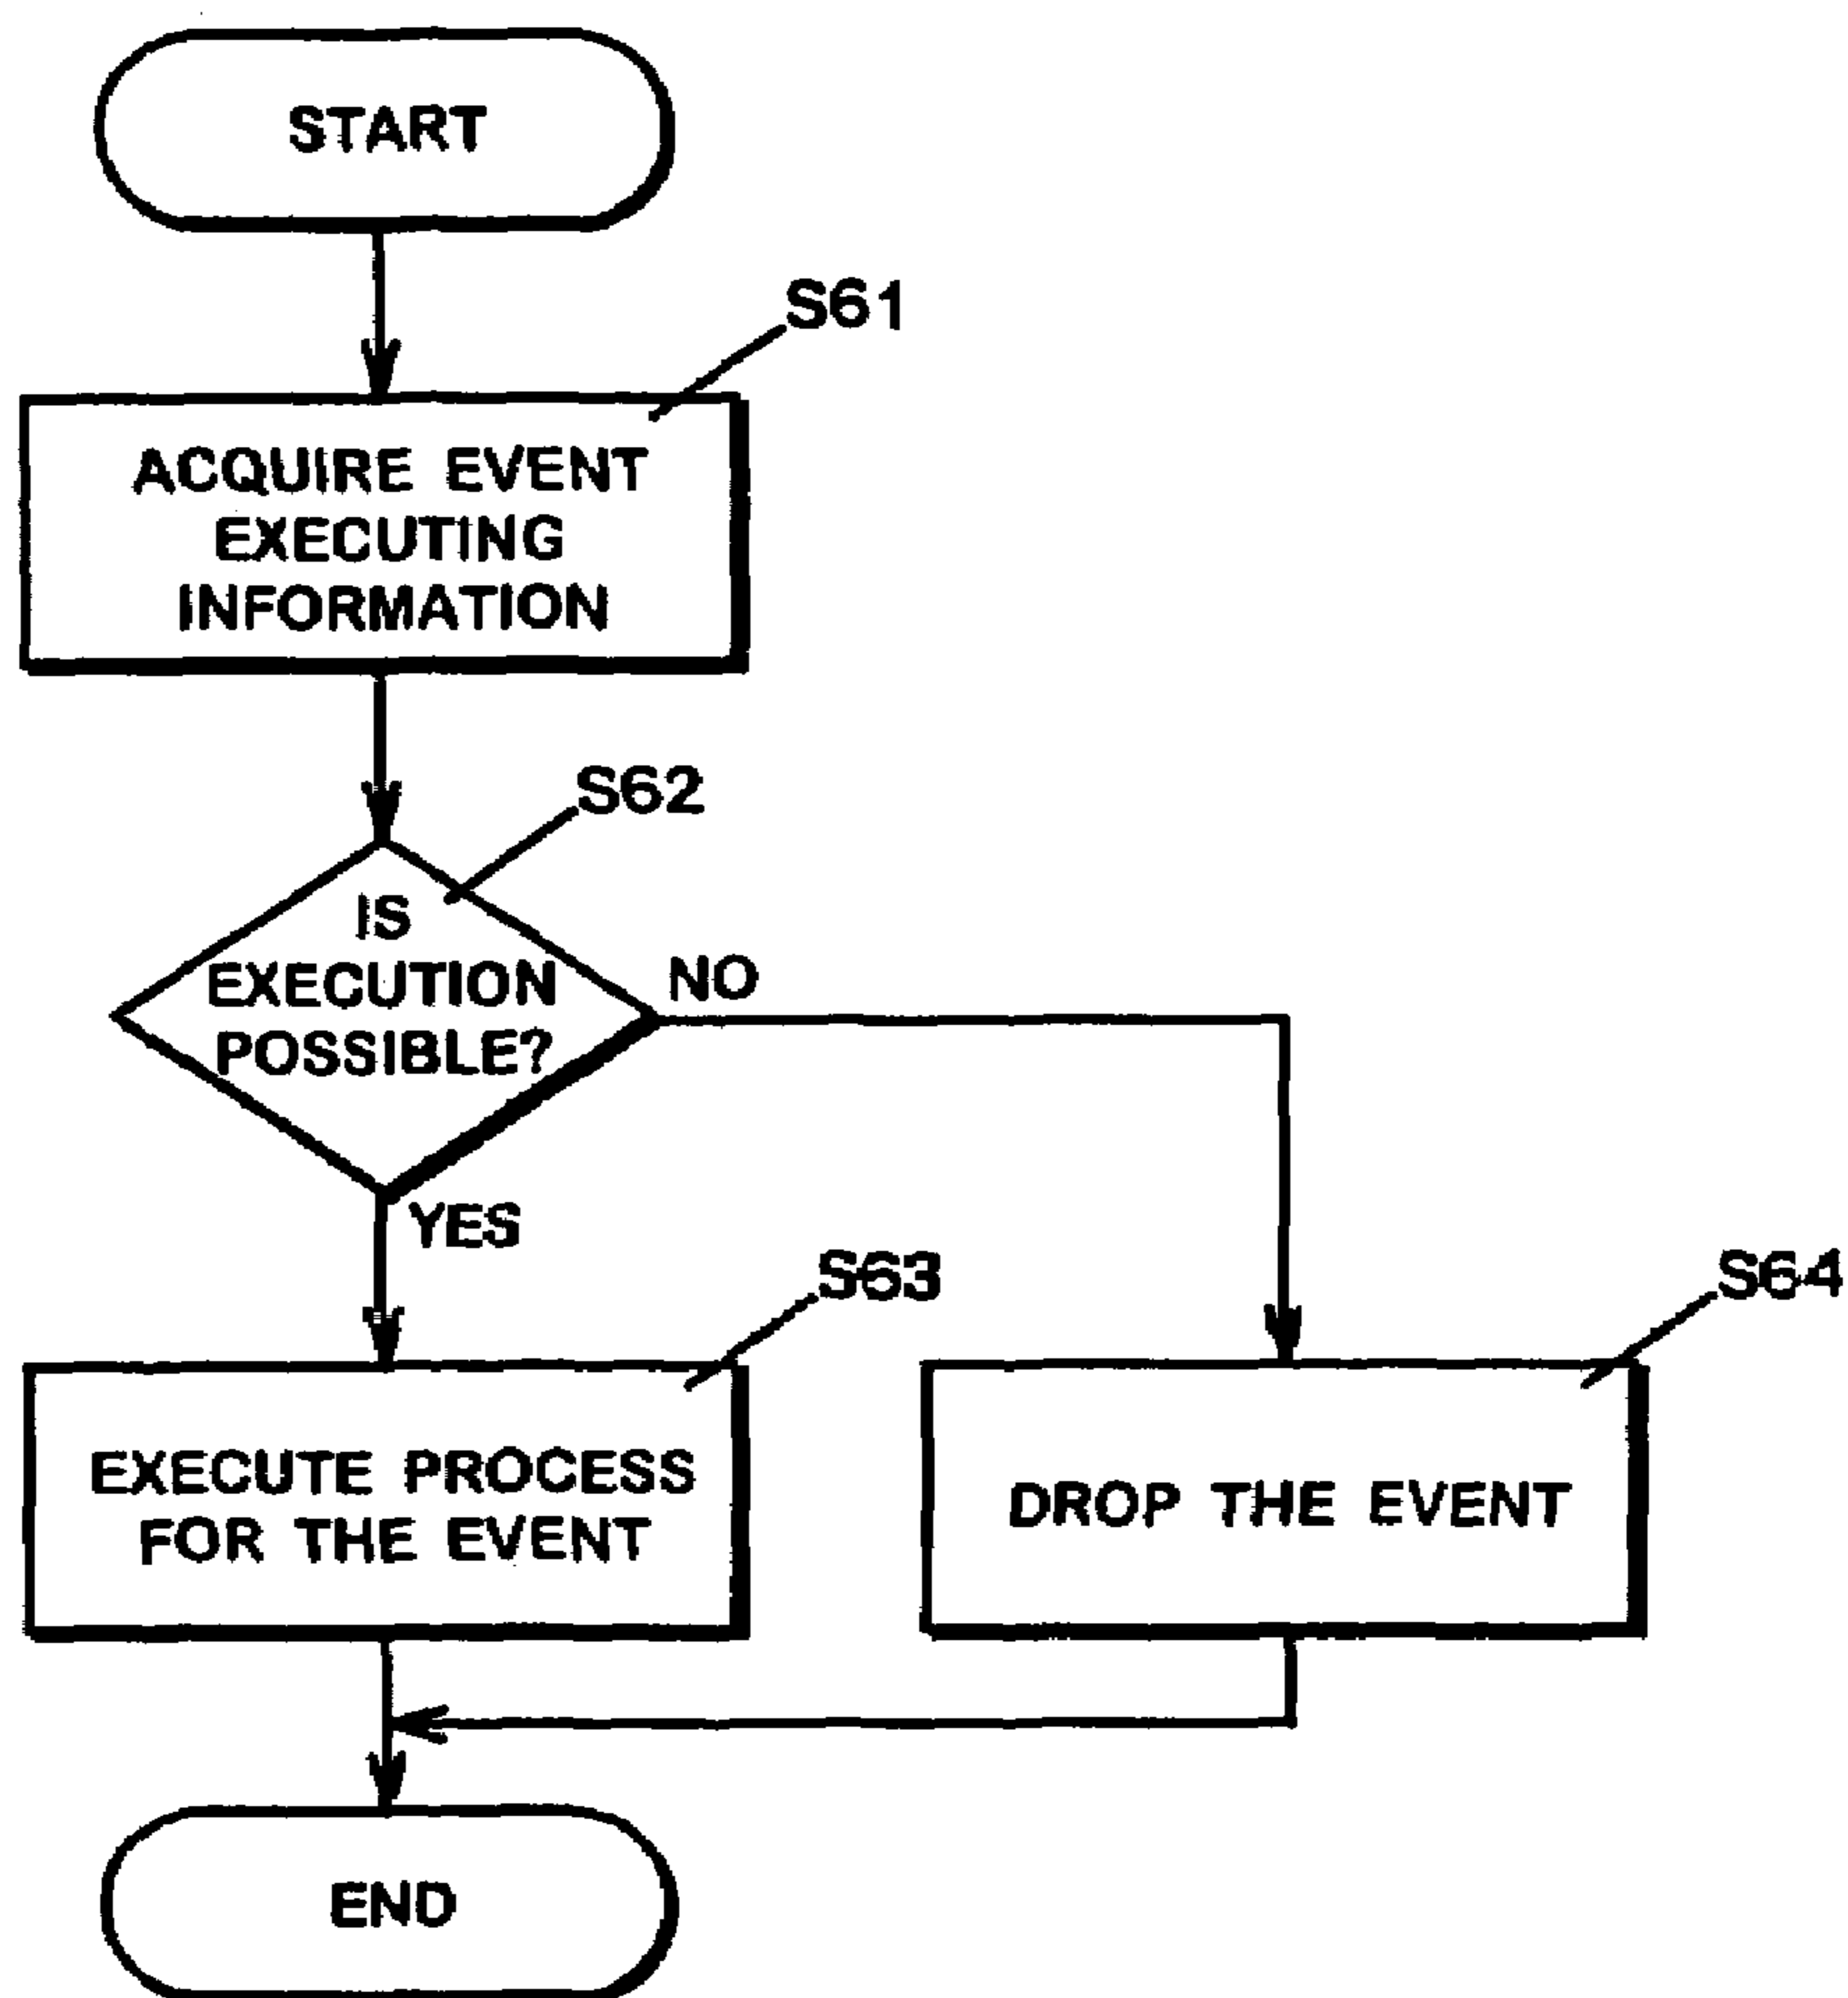 START
S61
ACQUIRE EVENT
EXECUTING
INFORMATION
S62
IS
EXECUTION
POSSIBLE?
NO
YES
S63
EXECUTE PROCESS
FOR THE EVENT
S64
DROP THE EVENT
END